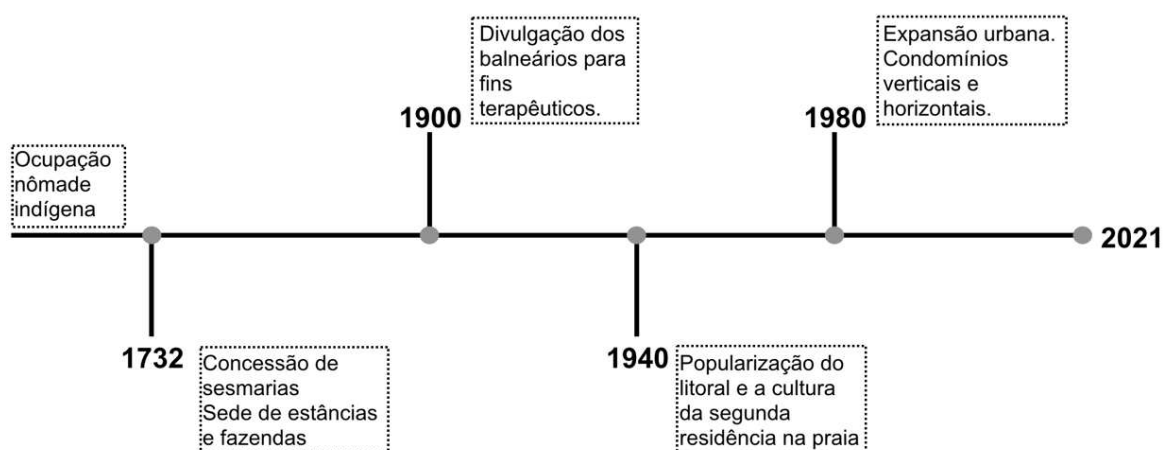 Ocupação
nômade
indígena
1732
Concessão de
sesmarias
Sede de estâncias
e fazendas
1900
Divulgação dos
balneários para
fins
terapêuticos.
1940
Popularização do
litoral e a cultura
da segunda
residência na praia
1980
Expansão urbana.
Condomínios
verticais e
horizontais.
2021